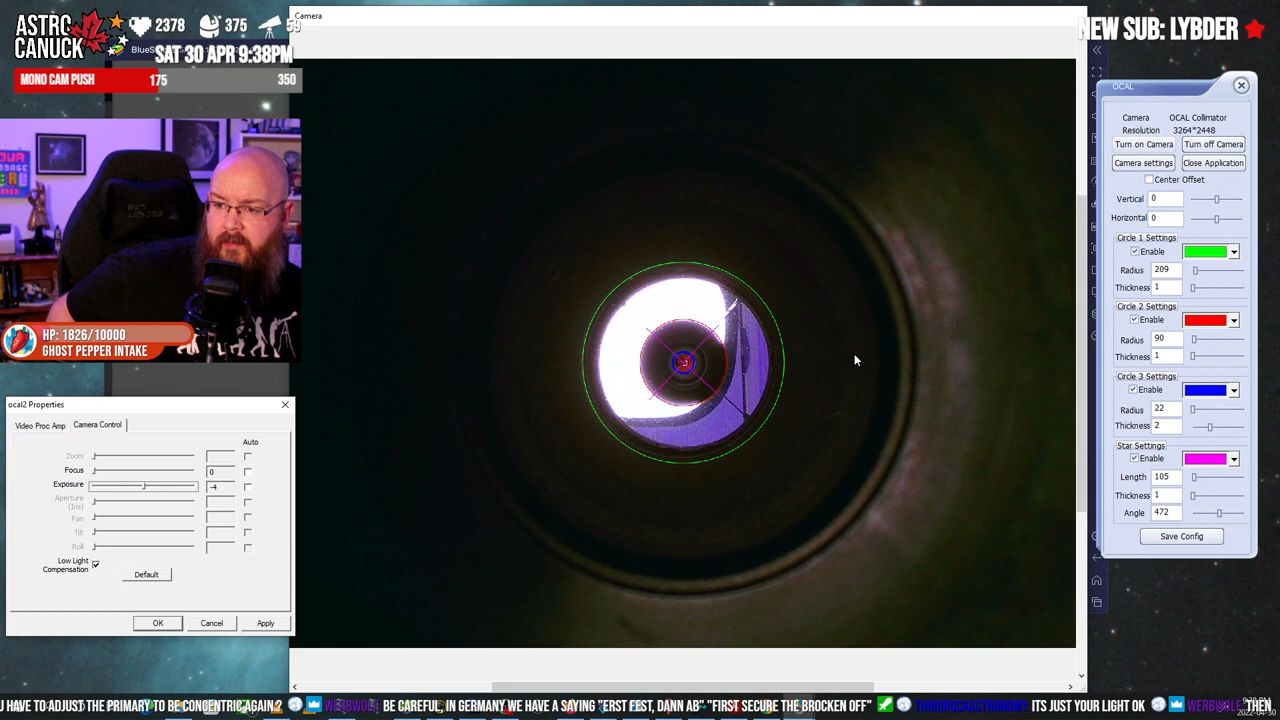 ASTRO
CANUCK
2378
375
59
BlueS
SAT 30 APR 9:38PM
MONO CAM PUSH
175
350
Camera
NEW SUB: LYBDER
HP: 1826/10000
GHOST PEPPER INTAKE
ocal2 Properties
Video Proc Amp
Camera Control
Auto
Zoom
Focus
0
Exposure
-4
Aperture
(Iris)
Pan
Tilt
Roll
Low Light
Compensation
Default
OK
Cancel
Apply
OCAL
Camera
OCAL Collimator
Resolution
3264*2448
Turn on Camera
Turn off Camera
Camera settings
Close Application
Center Offset
Vertical
0
Horizontal
0
Circle 1 Settings
Enable
Radius
209
Thickness
1
Circle 2 Settings
Enable
Radius
90
Thickness
1
Circle 3 Settings
Enable
Radius
22
Thickness
2
Star Settings
Enable
Length
105
Thickness
1
Angle
472
Save Config
U HAVE TO ADJUST THE PRIMARY TO BE CONCENTRIC AGAIN ?
WERBWOLF
BE CAREFUL, IN GERMANY WE HAVE A SAYING "ERST FEST, DANN AB" "FIRST SECURE THE BROCKEN OFF"
ITS JUST YOUR LIGHT OK
THEN